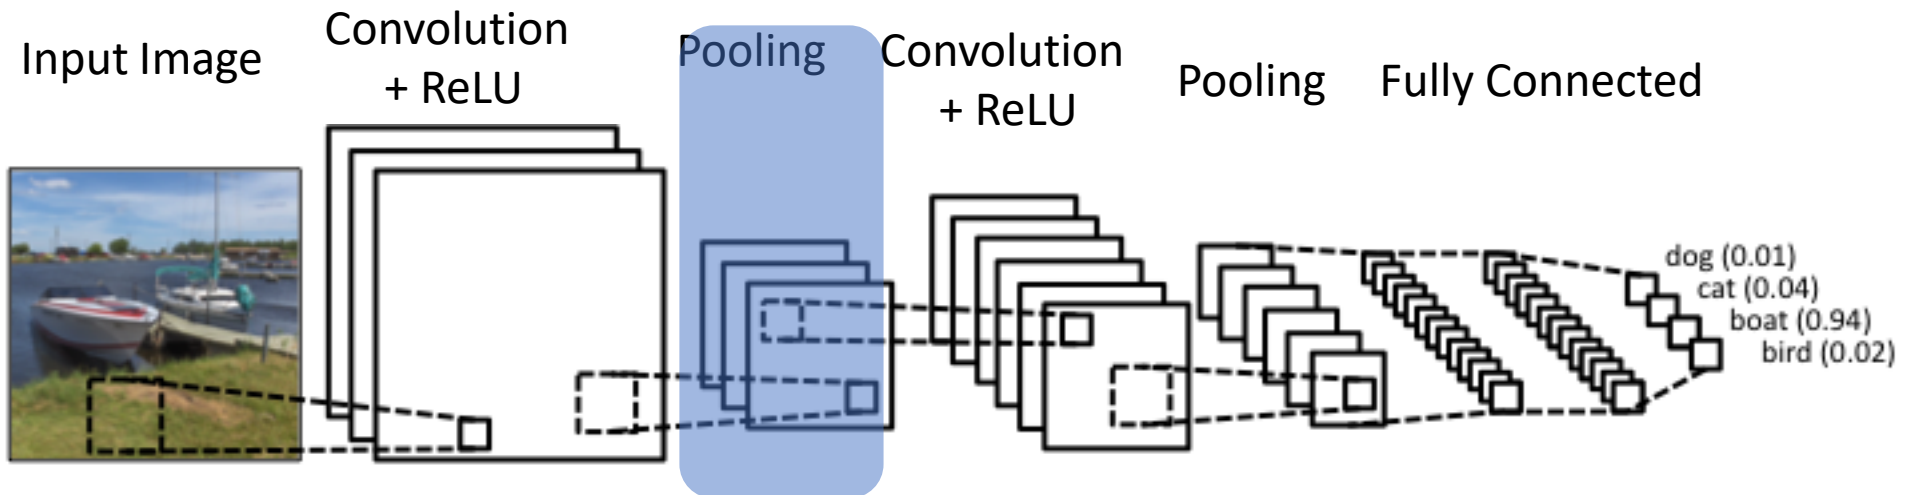 Input Image
Convolution
+ ReLU
Pooling
Convolution
+ ReLU
Pooling
Fully Connected
dog (0.01)
cat (0.04)
boat (0.94)
bird (0.02)